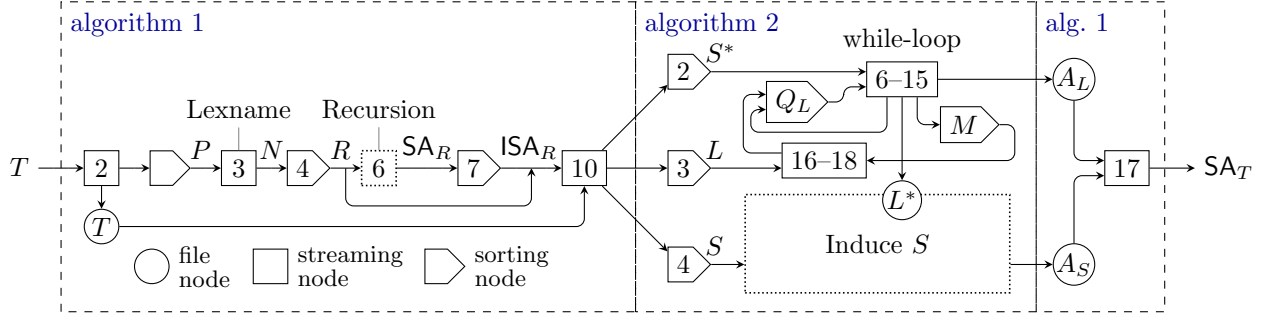 algorithm 1
algorithm 2
alg. 1
while-loop
S*
2
6–15
A_L
Q_L
Lexname
Recursion
M
T
2
P
3
N
4
R
6
SA_R
7
ISA_R
10
3
L
16–18
17
SA_T
T
L*
4
S
Induce S
A_S
file
node
streaming
node
sorting
node